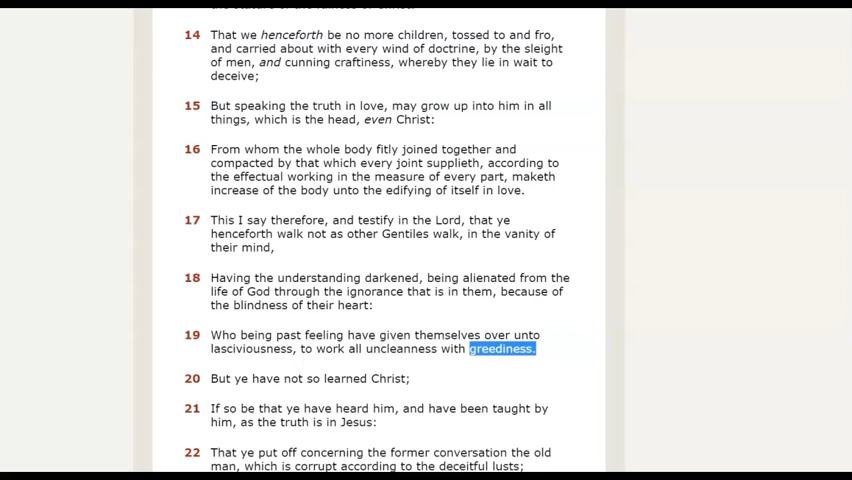 14 That we henceforth be no more children, tossed to and fro,
and carried about with every wind of doctrine, by the sleight
of men, and cunning craftiness, whereby they lie in wait to
deceive;
15 But speaking the truth in love, may grow up into him in all
things, which is the head, even Christ:
16 From whom the whole body fitly joined together and
compacted by that which every joint supplieth, according to
the effectual working in the measure of every part, maketh
increase of the body unto the edifying of itself in love.
17 This I say therefore, and testify in the Lord, that ye
henceforth walk not as other Gentiles walk, in the vanity of
their mind,
18 Having the understanding darkened, being alienated from the
life of God through the ignorance that is in them, because of
the blindness of their heart:
19 Who being past feeling have given themselves over unto
lasciviousness, to work all uncleanness with greediness.
20 But ye have not so learned Christ;
21 If so be that ye have heard him, and have been taught by
him, as the truth is in Jesus:
22 That ye put off concerning the former conversation the old
man, which is corrupt according to the deceitful lusts;